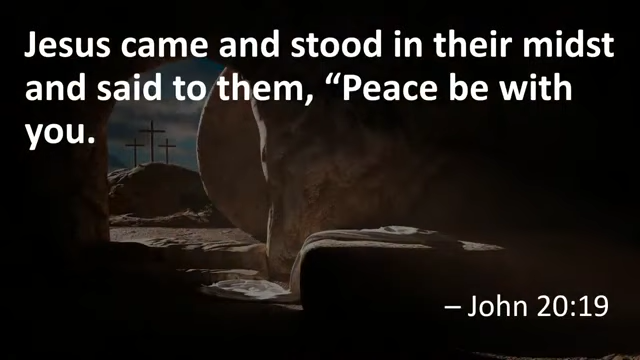 Jesus came and stood in their midst
and said to them, “Peace be with
you.
– John 20:19